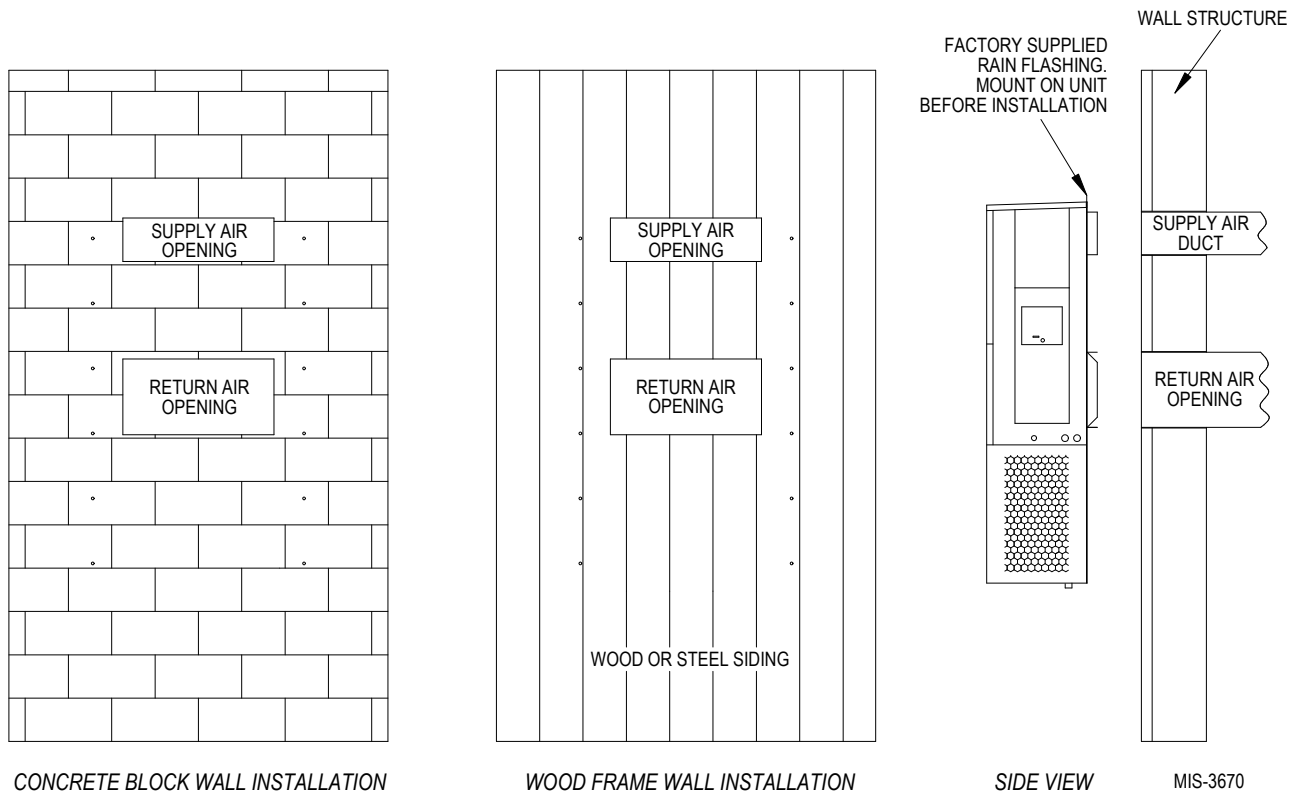 WALL STRUCTURE
FACTORY SUPPLIED
RAIN FLASHING.
MOUNT ON UNIT
BEFORE INSTALLATION
SUPPLY AIR
OPENING
RETURN AIR
OPENING
SUPPLY AIR
OPENING
RETURN AIR
OPENING
WOOD OR STEEL SIDING
SUPPLY AIR
DUCT
RETURN AIR
OPENING
CONCRETE BLOCK WALL INSTALLATION
WOOD FRAME WALL INSTALLATION
SIDE VIEW
MIS-3670